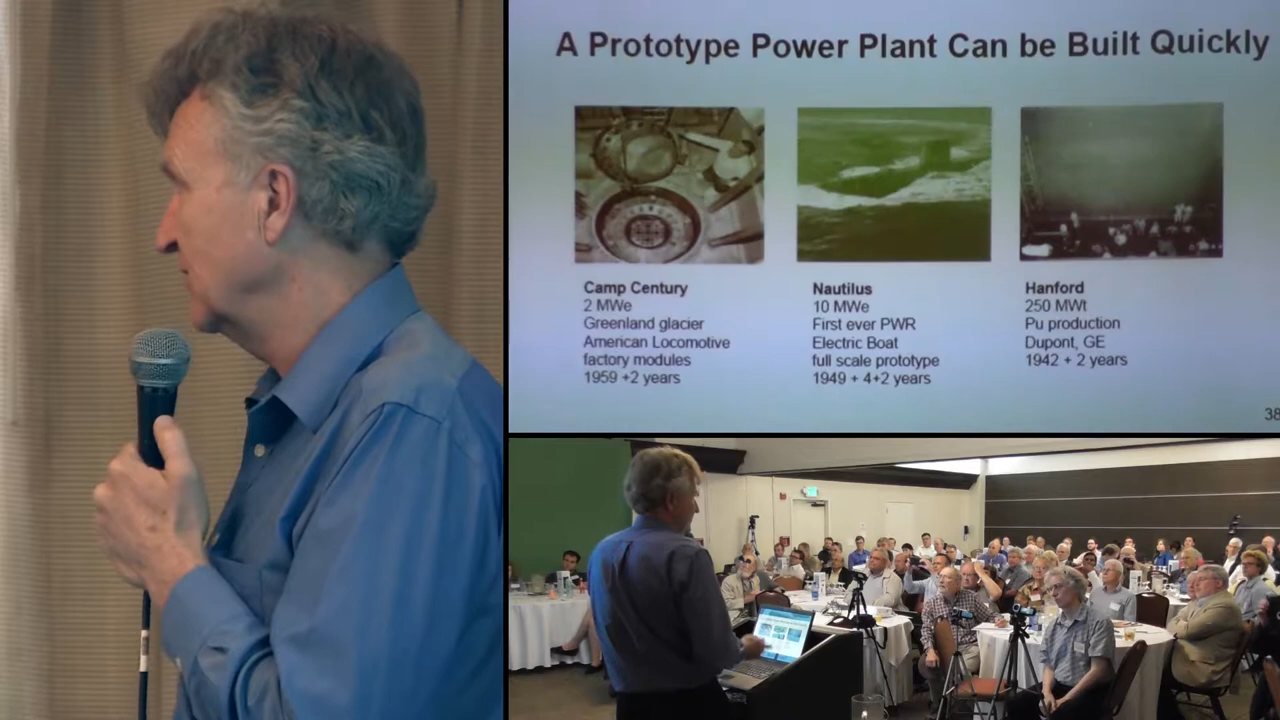 A Prototype Power Plant Can be Built Quickly
Camp Century
2 MWe
Greenland glacier
American Locomotive
factory modules
1959 +2 years
Nautilus
10 MWe
First ever PWR
Electric Boat
full scale prototype
1949 + 4+2 years
Hanford
250 MWt
Pu production
Dupont, GE
1942 + 2 years
38